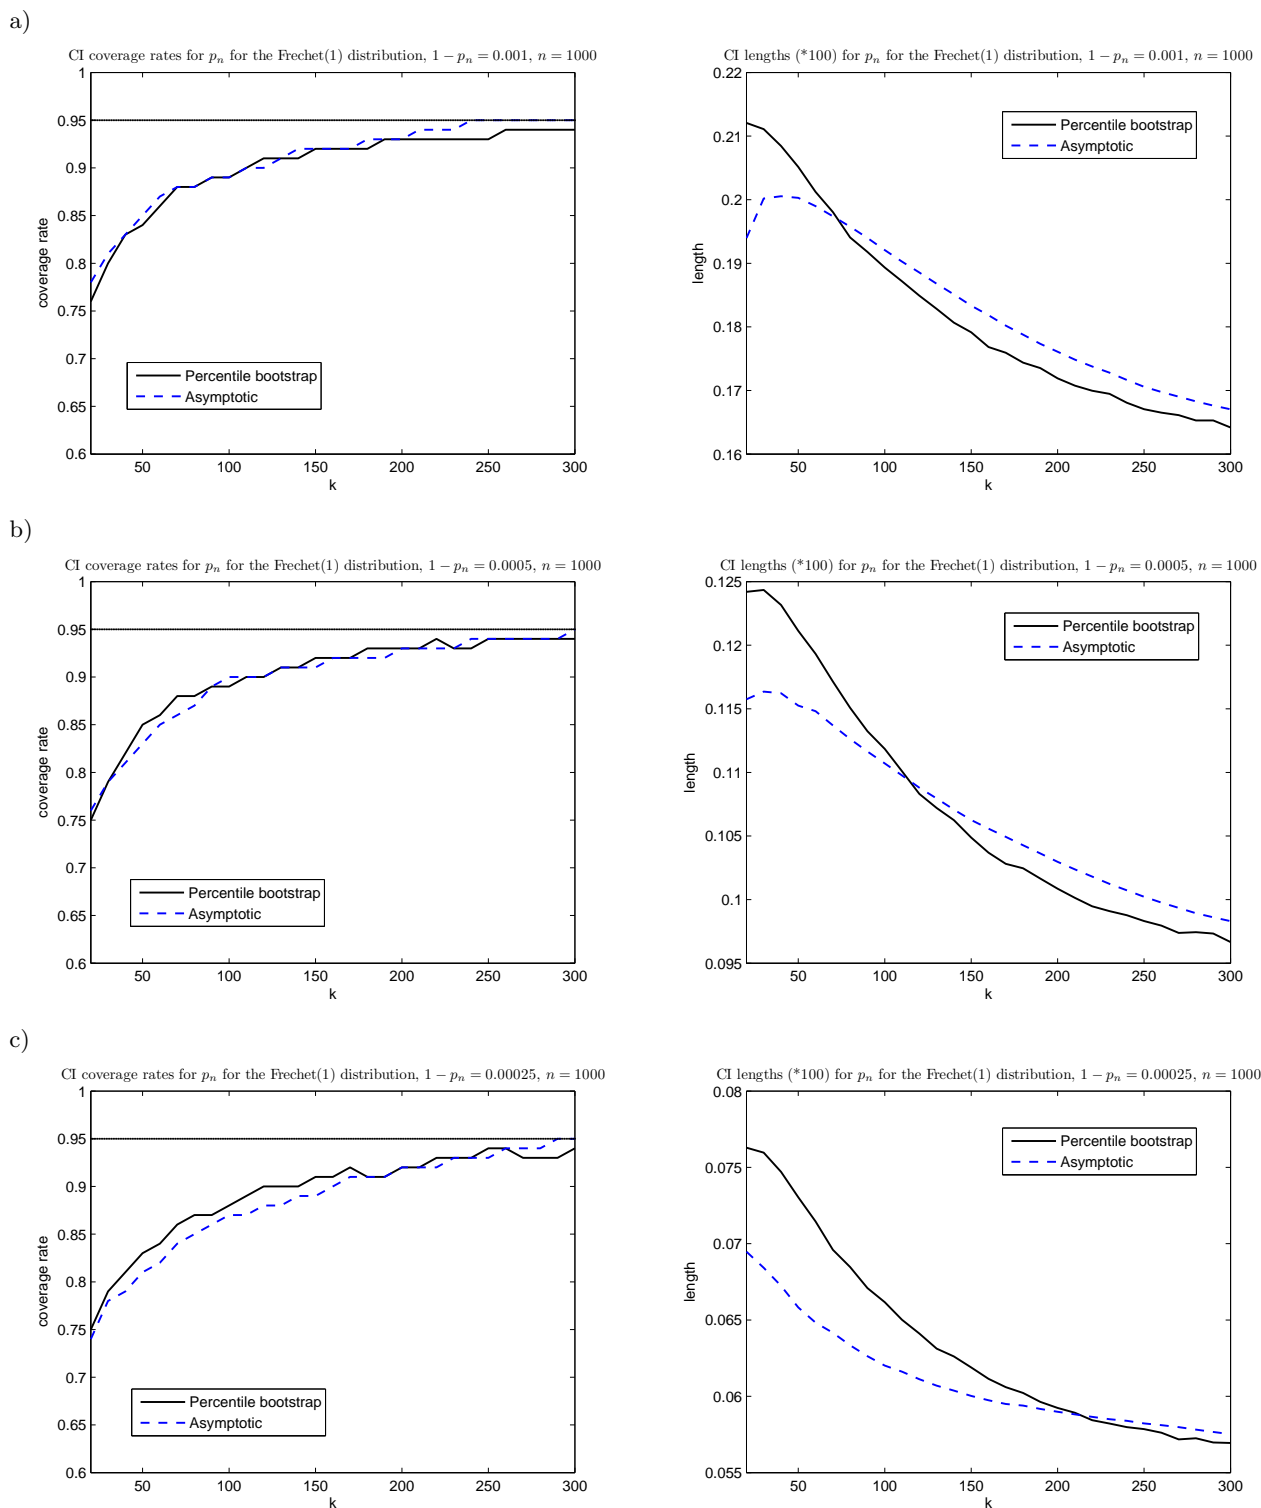 a)
CI coverage rates for pₙ for the Frechet(1) distribution, 1 − pₙ = 0.001, n = 1000
1
0.95
0.9
0.85
0.8
0.75
0.7
0.65
0.6
coverage rate
Percentile bootstrap
Asymptotic
50 100 150 200 250 300
k
CI lengths (*100) for pₙ for the Frechet(1) distribution, 1 − pₙ = 0.001, n = 1000
0.22
0.21
0.2
0.19
0.18
0.17
0.16
length
Percentile bootstrap
Asymptotic
50 100 150 200 250 300
k
b)
CI coverage rates for pₙ for the Frechet(1) distribution, 1 − pₙ = 0.0005, n = 1000
1
0.95
0.9
0.85
0.8
0.75
0.7
0.65
0.6
coverage rate
Percentile bootstrap
Asymptotic
50 100 150 200 250 300
k
CI lengths (*100) for pₙ for the Frechet(1) distribution, 1 − pₙ = 0.0005, n = 1000
0.125
0.12
0.115
0.11
0.105
0.1
0.095
length
Percentile bootstrap
Asymptotic
50 100 150 200 250 300
k
c)
CI coverage rates for pₙ for the Frechet(1) distribution, 1 − pₙ = 0.00025, n = 1000
1
0.95
0.9
0.85
0.8
0.75
0.7
0.65
0.6
coverage rate
Percentile bootstrap
Asymptotic
50 100 150 200 250 300
k
CI lengths (*100) for pₙ for the Frechet(1) distribution, 1 − pₙ = 0.00025, n = 1000
0.08
0.075
0.07
0.065
0.06
0.055
length
Percentile bootstrap
Asymptotic
50 100 150 200 250 300
k